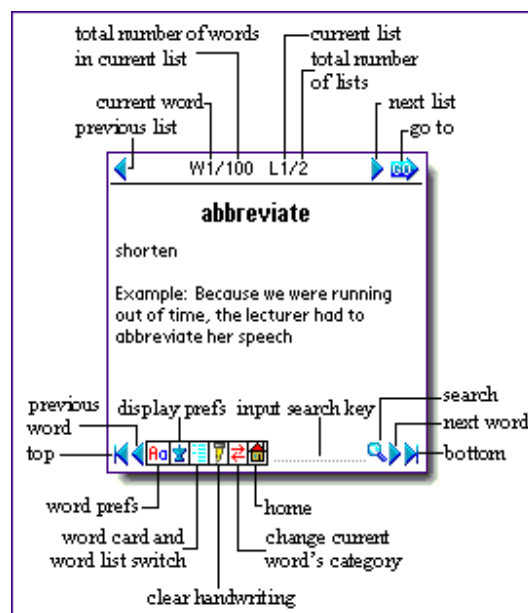 total number of words
in current list
current list
total number
of lists
current word
previous list
next list
go to
W1/100 L1/2
GO
abbreviate
shorten
Example: Because we were running
out of time, the lecturer had to
abbreviate her speech
previous
word
display prefs
input search key
search
next word
top
Aa
bottom
word prefs
home
word card and
word list switch
change current
word's category
clear handwriting